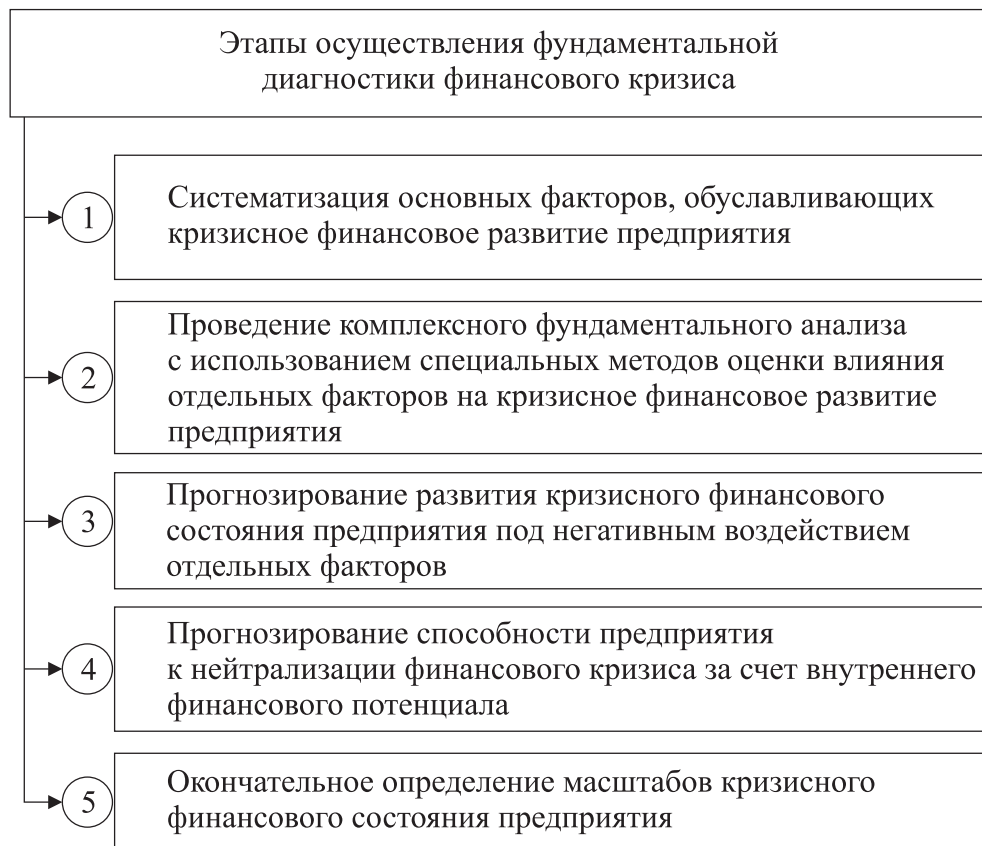 Этапы осуществления фундаментальной
диагностики финансового кризиса
1
Систематизация основных факторов, обуславливающих
кризисное финансовое развитие предприятия
2
Проведение комплексного фундаментального анализа
с использованием специальных методов оценки влияния
отдельных факторов на кризисное финансовое развитие
предприятия
3
Прогнозирование развития кризисного финансового
состояния предприятия под негативным воздействием
отдельных факторов
4
Прогнозирование способности предприятия
к нейтрализации финансового кризиса за счет внутреннего
финансового потенциала
5
Окончательное определение масштабов кризисного
финансового состояния предприятия